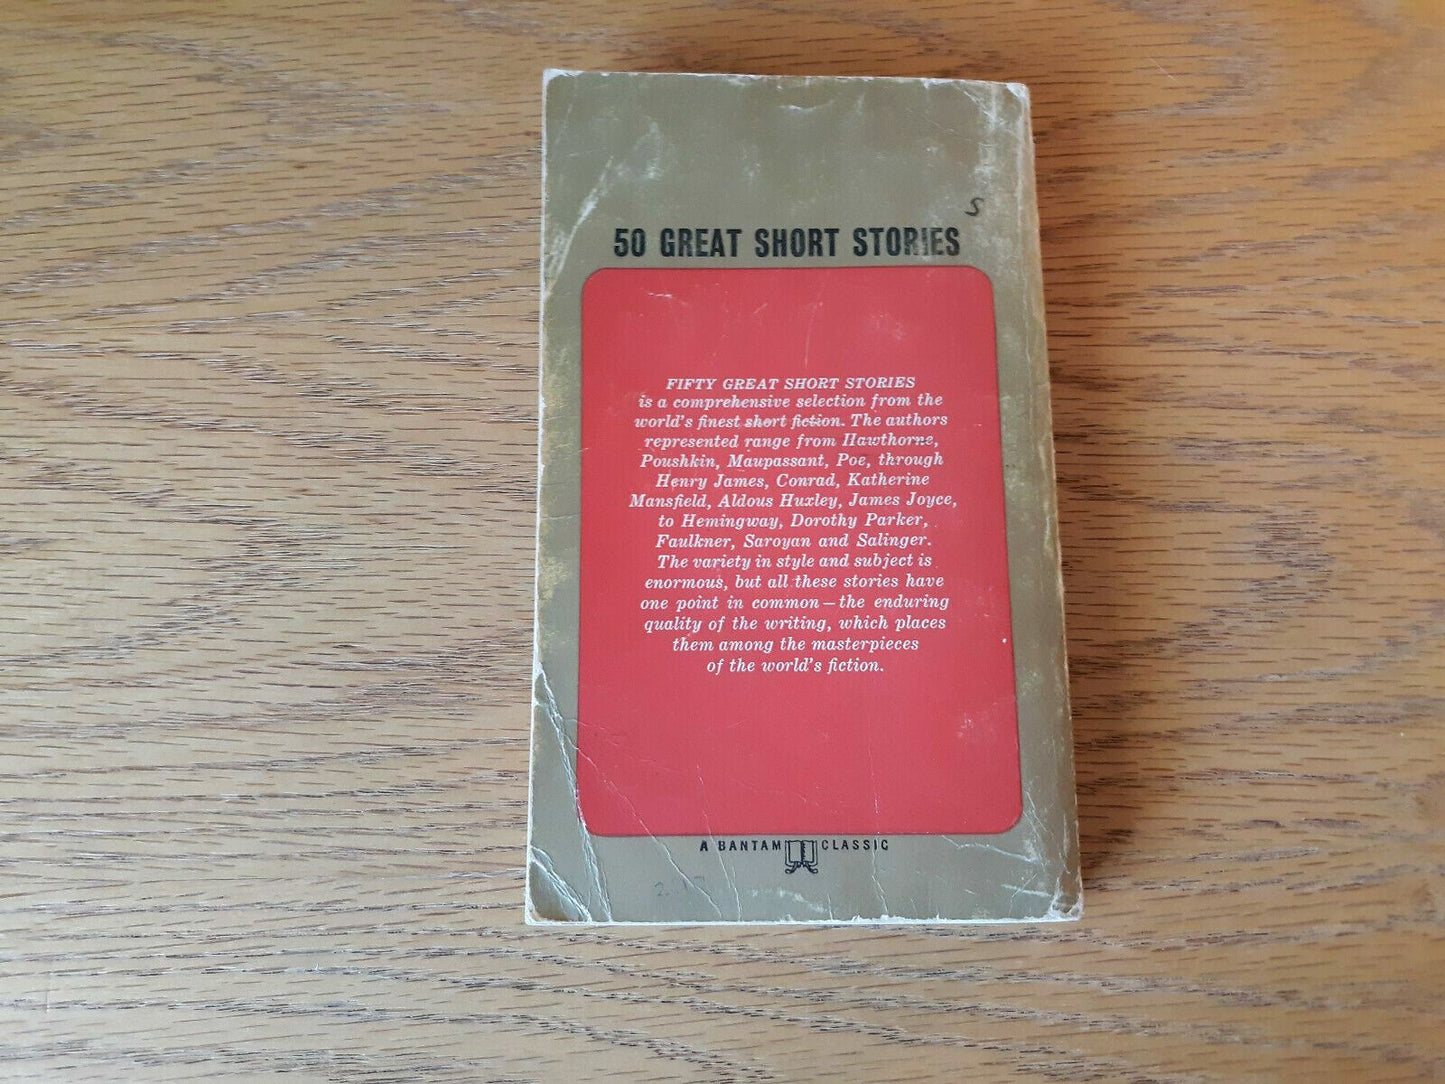 S
50 GREAT SHORT STORIES
FIFTY GREAT SHORT STORIES
is a comprehensive selection from the
world's finest short fiction. The authors
represented range from Hawthorne,
Poushkin, Maupassant, Poe, through
Henry James, Conrad, Katherine
Mansfield, Aldous Huxley, James Joyce,
to Hemingway, Dorothy Parker,
Faulkner, Saroyan and Salinger.
The variety in style and subject is
enormous, but all these stories have
one point in common—the enduring
quality of the writing, which places
them among the masterpieces
of the world's fiction.
A BANTAM CLASSIC